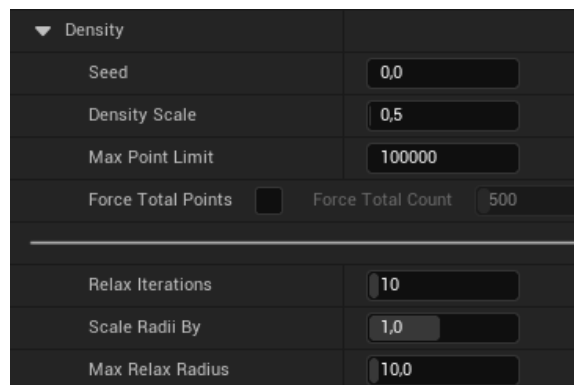 Density
Seed 0,0
Density Scale 0,5
Max Point Limit 100000
Force Total Points Force Total Count 500
Relax Iterations 10
Scale Radii By 1,0
Max Relax Radius 10,0